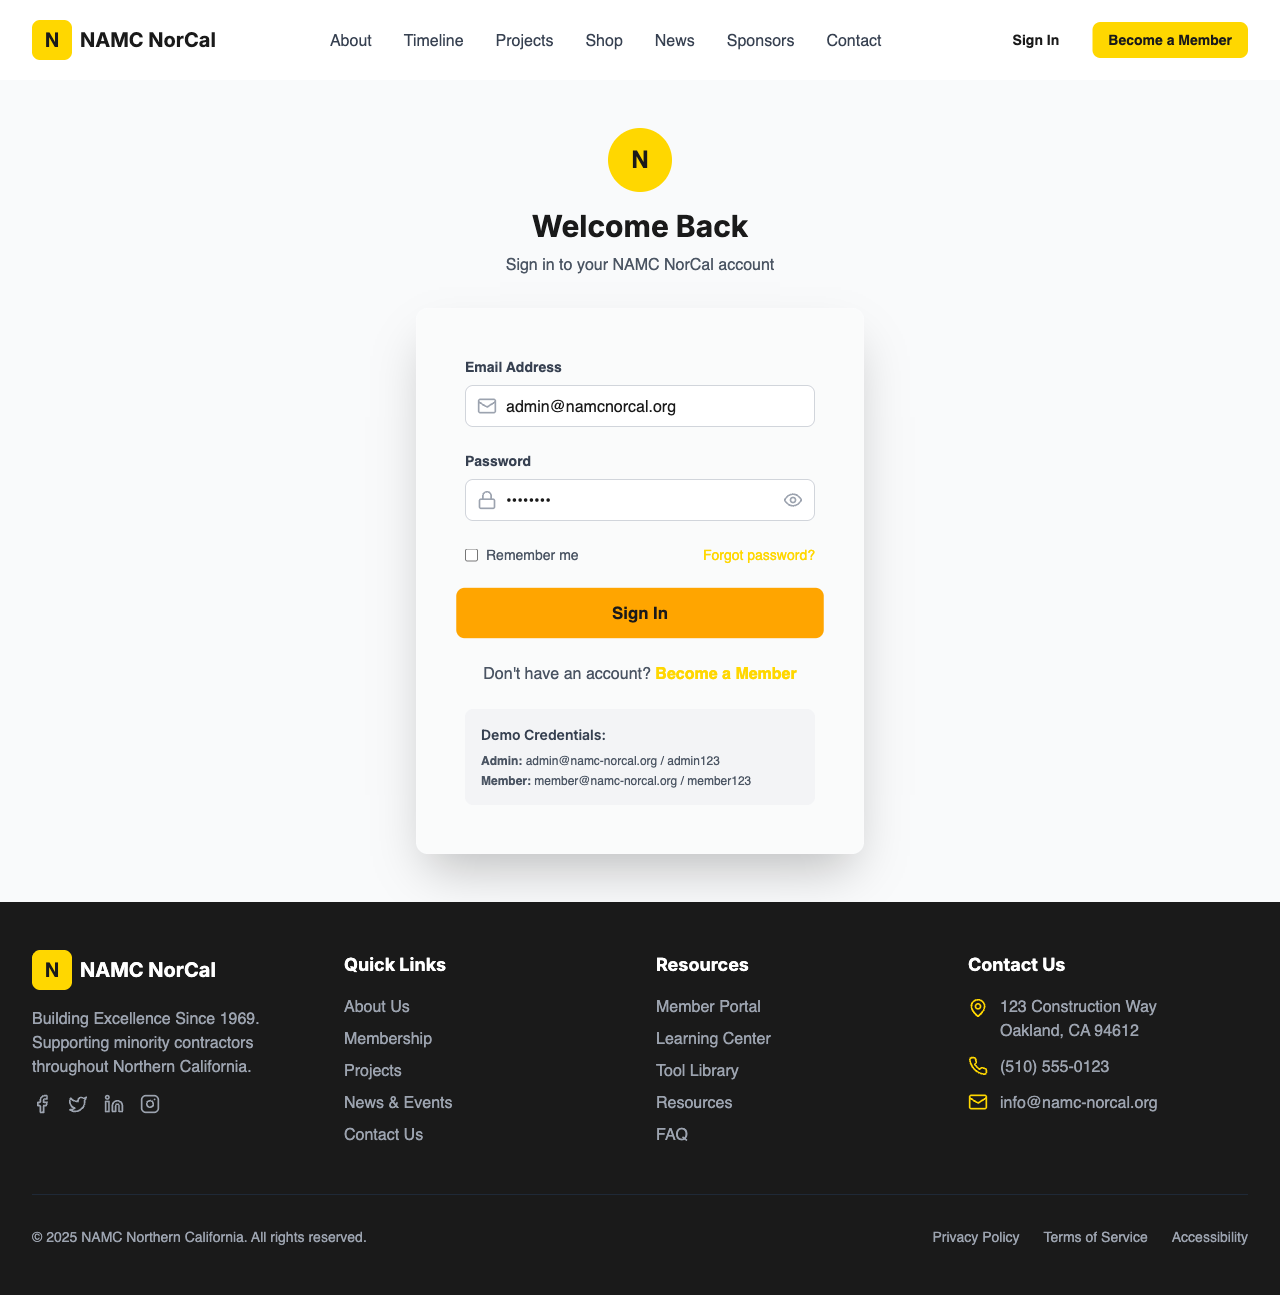 N NAMC NorCal
About Timeline Projects Shop News Sponsors Contact
Sign In
Become a Member
N
Welcome Back
Sign in to your NAMC NorCal account
Email Address
admin@namcnorcal.org
Password
••••••••
Remember me
Forgot password?
Sign In
Don't have an account? Become a Member
Demo Credentials:
Admin: admin@namc-norcal.org / admin123
Member: member@namc-norcal.org / member123
N NAMC NorCal
Building Excellence Since 1969.
Supporting minority contractors
throughout Northern California.
Quick Links
About Us
Membership
Projects
News & Events
Contact Us
Resources
Member Portal
Learning Center
Tool Library
Resources
FAQ
Contact Us
123 Construction Way
Oakland, CA 94612
(510) 555-0123
info@namc-norcal.org
© 2025 NAMC Northern California. All rights reserved.
Privacy Policy Terms of Service Accessibility